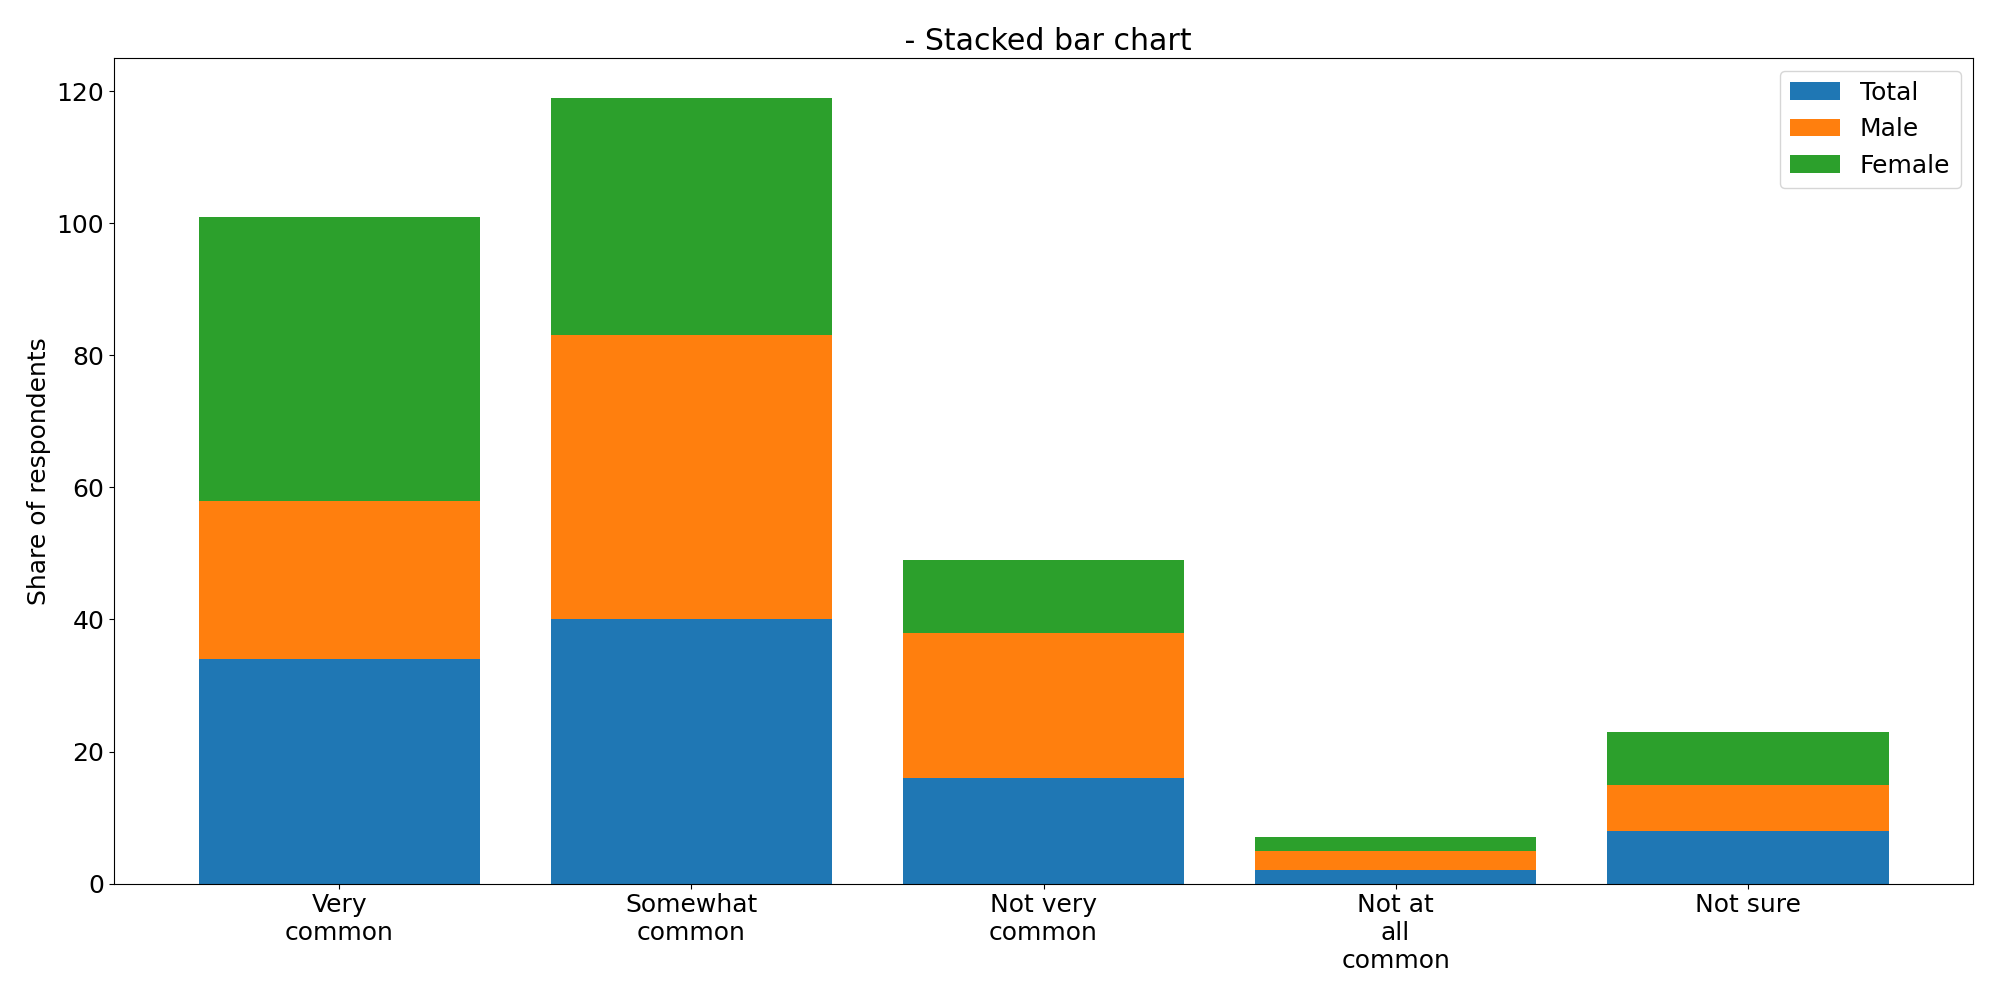 - Stacked bar chart
Share of respondents
120
100
80
60
40
20
0
Total
Male
Female
Very
common
Somewhat
common
Not very
common
Not at
all
common
Not sure